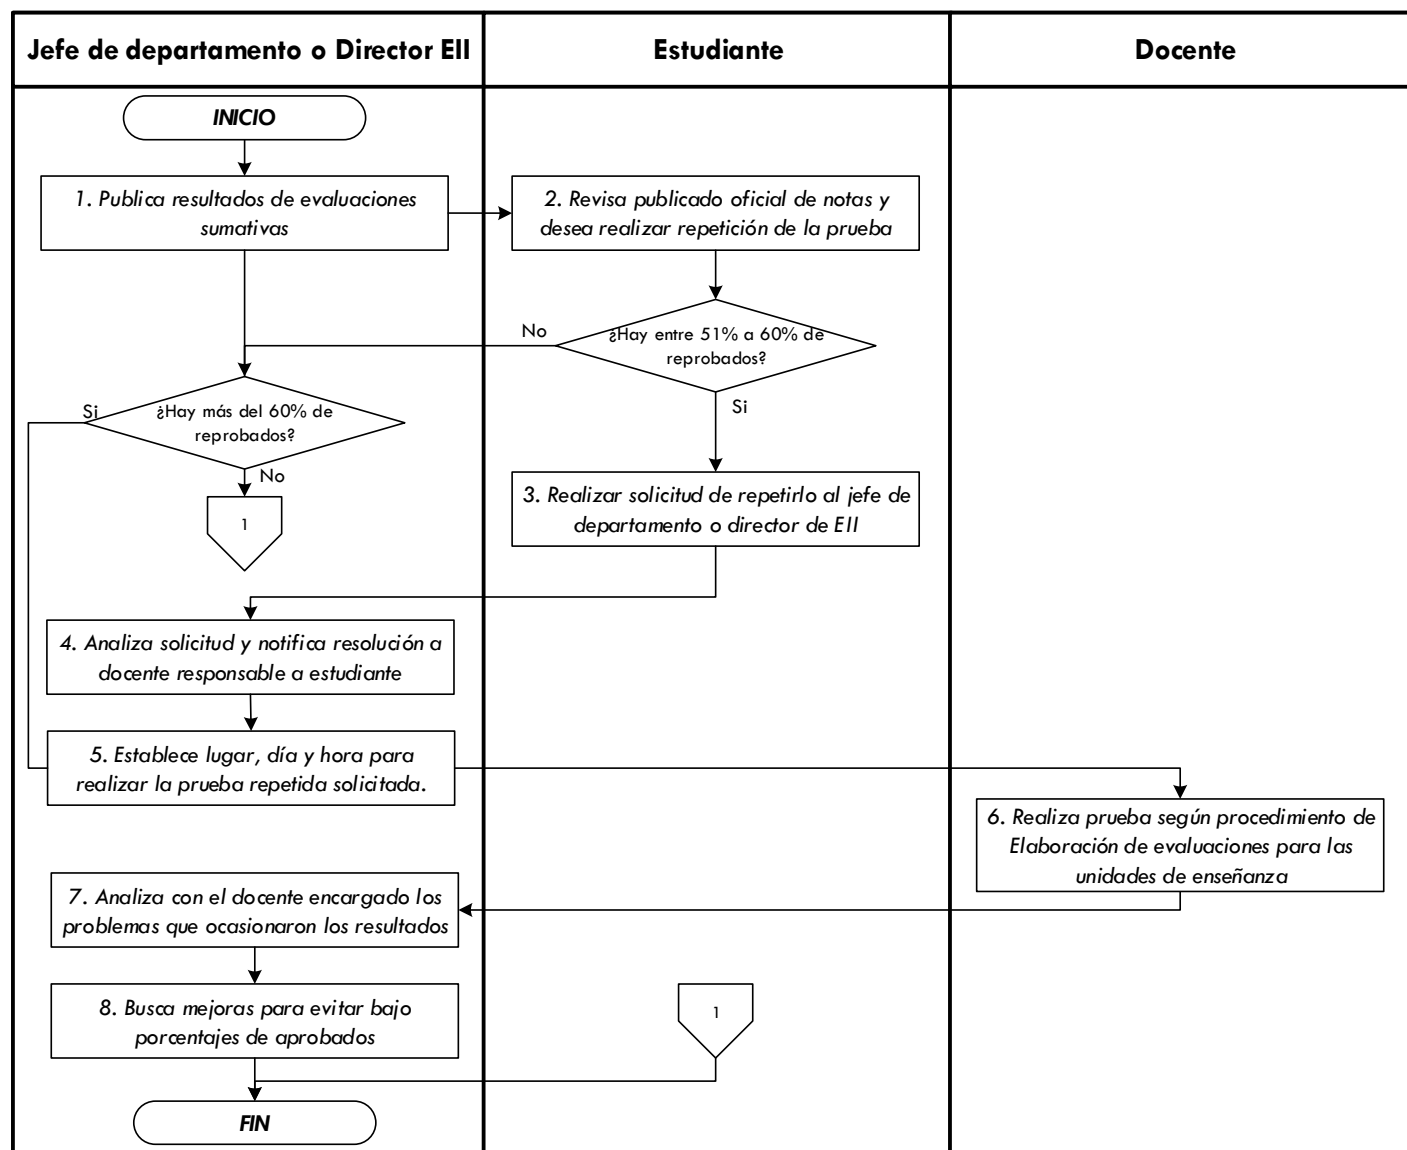 Jefe de departamento o Director EII
Estudiante
Docente
INICIO
1. Publica resultados de evaluaciones
sumativas
2. Revisa publicado oficial de notas y
desea realizar repetición de la prueba
¿Hay entre 51% a 60% de
reprobados?
No
Si
¿Hay más del 60% de
reprobados?
Si
No
1
3. Realizar solicitud de repetirlo al jefe de
departamento o director de EII
4. Analiza solicitud y notifica resolución a
docente responsable a estudiante
5. Establece lugar, día y hora para
realizar la prueba repetida solicitada.
6. Realiza prueba según procedimiento de
Elaboración de evaluaciones para las
unidades de enseñanza
7. Analiza con el docente encargado los
problemas que ocasionaron los resultados
8. Busca mejoras para evitar bajo
porcentajes de aprobados
1
FIN